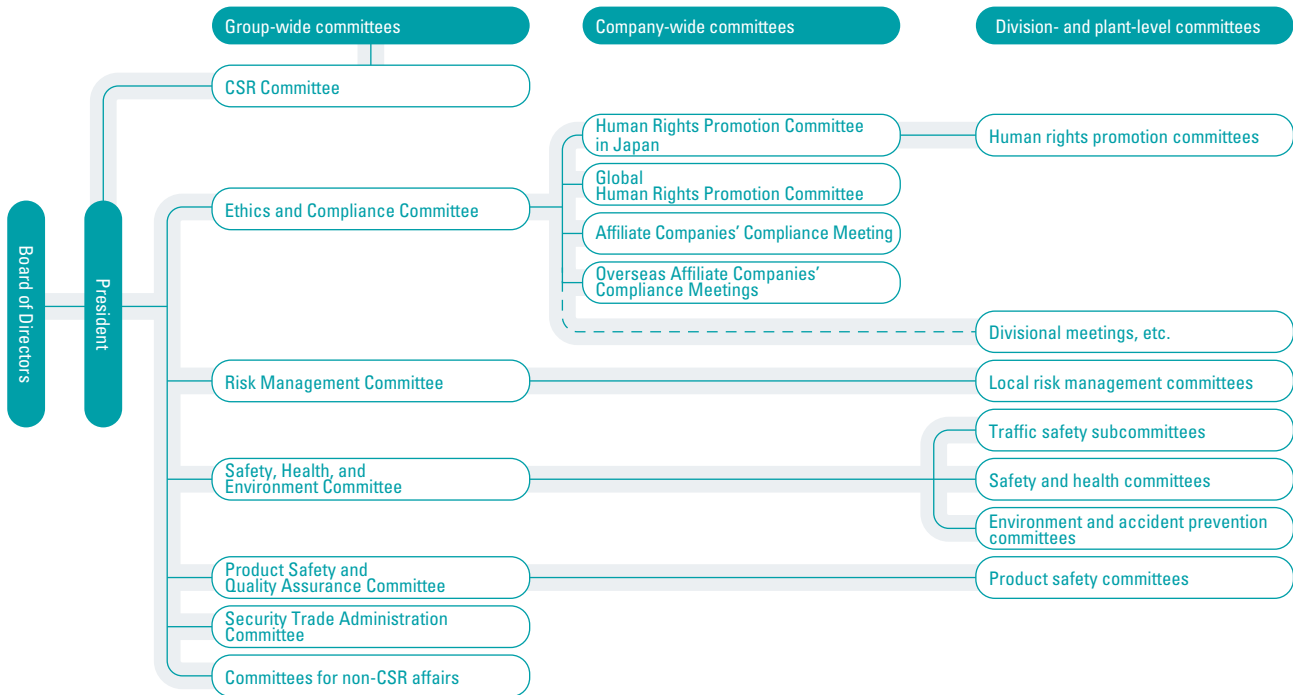 Group-wide committees
Company-wide committees
Division- and plant-level committees
CSR Committee
Human Rights Promotion Committee
in Japan
Human rights promotion committees
Global
Human Rights Promotion Committee
Ethics and Compliance Committee
Affiliate Companies’ Compliance Meeting
Overseas Affiliate Companies’
Compliance Meetings
Board of Directors
President
Divisional meetings, etc.
Risk Management Committee
Local risk management committees
Traffic safety subcommittees
Safety, Health, and
Environment Committee
Safety and health committees
Environment and accident prevention
committees
Product Safety and
Quality Assurance Committee
Product safety committees
Security Trade Administration
Committee
Committees for non-CSR affairs